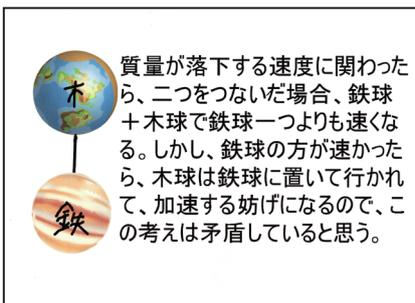 木
鉄
質量が落下する速度に関わった
ら、二つをつないだ場合、鉄球
＋木球で鉄球一つよりも速くな
る。しかし、鉄球の方が速かった
ら、木球は鉄球に置いて行かれ
て、加速する妨げになるので、こ
の考えは矛盾していると思う。